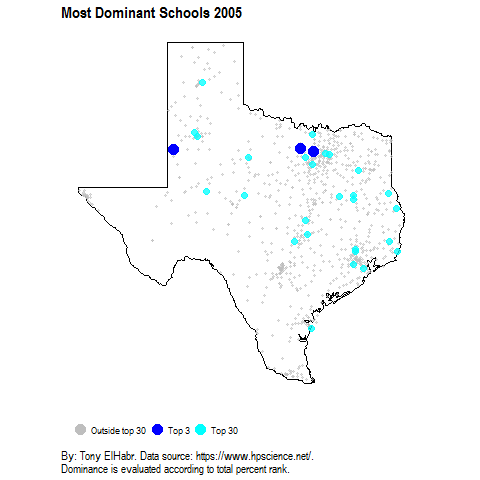 Most Dominant Schools 2005
Outside top 30 Top 3 Top 30
By: Tony ElHabr. Data source: https://www.hpscience.net/.
Dominance is evaluated according to total percent rank.